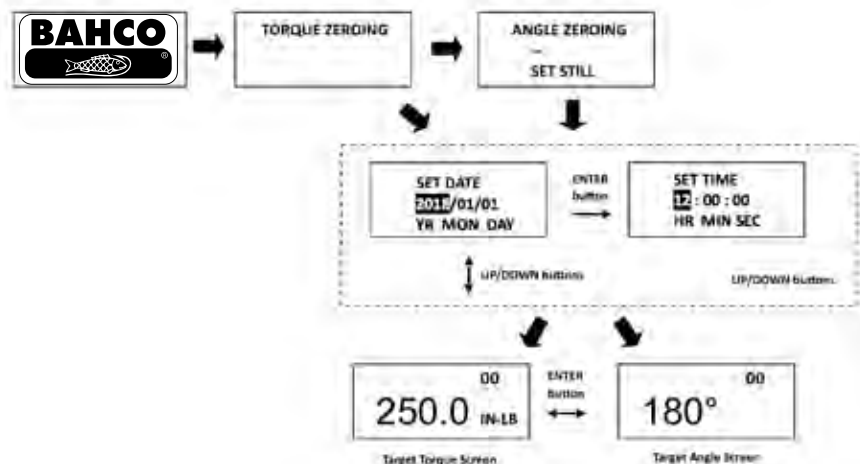 BAHCO
®
TORQUE ZEROING
ANGLE ZEROING
--
SET STILL
SET DATE
2018/01/01
YR MON DAY
ENTER
button
SET TIME
12 : 00 : 00
HR MIN SEC
UP/DOWN buttons
UP/DOWN buttons
00
250.0 IN-LB
Target Torque Screen
ENTER
button
00
180°
Target Angle Screen